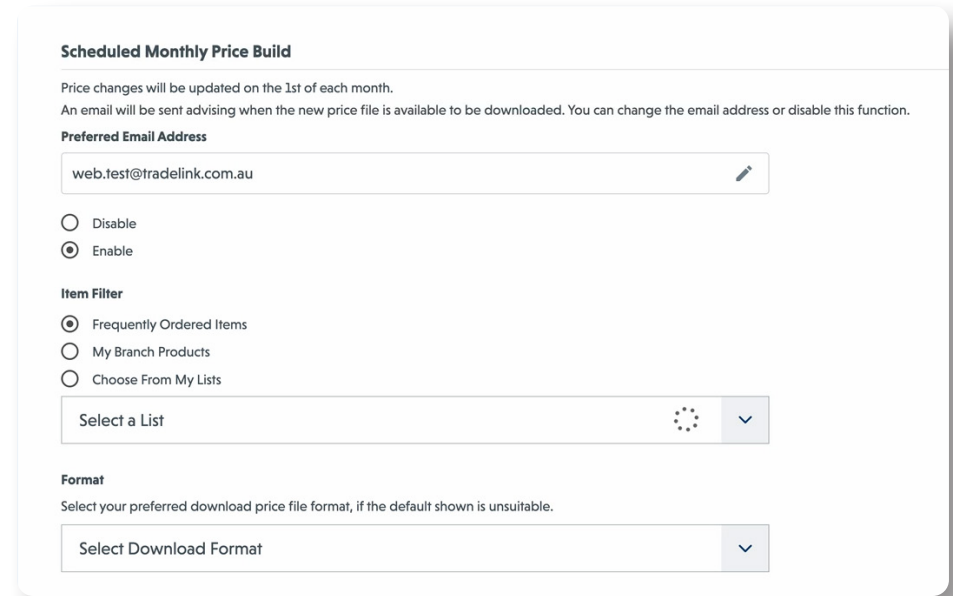 Scheduled Monthly Price Build
Price changes will be updated on the 1st of each month.
An email will be sent advising when the new price file is available to be downloaded. You can change the email address or disable this function.
Preferred Email Address
web.test@tradelink.com.au
Disable
Enable
Item Filter
Frequently Ordered Items
My Branch Products
Choose From My Lists
Select a List
Format
Select your preferred download price file format, if the default shown is unsuitable.
Select Download Format